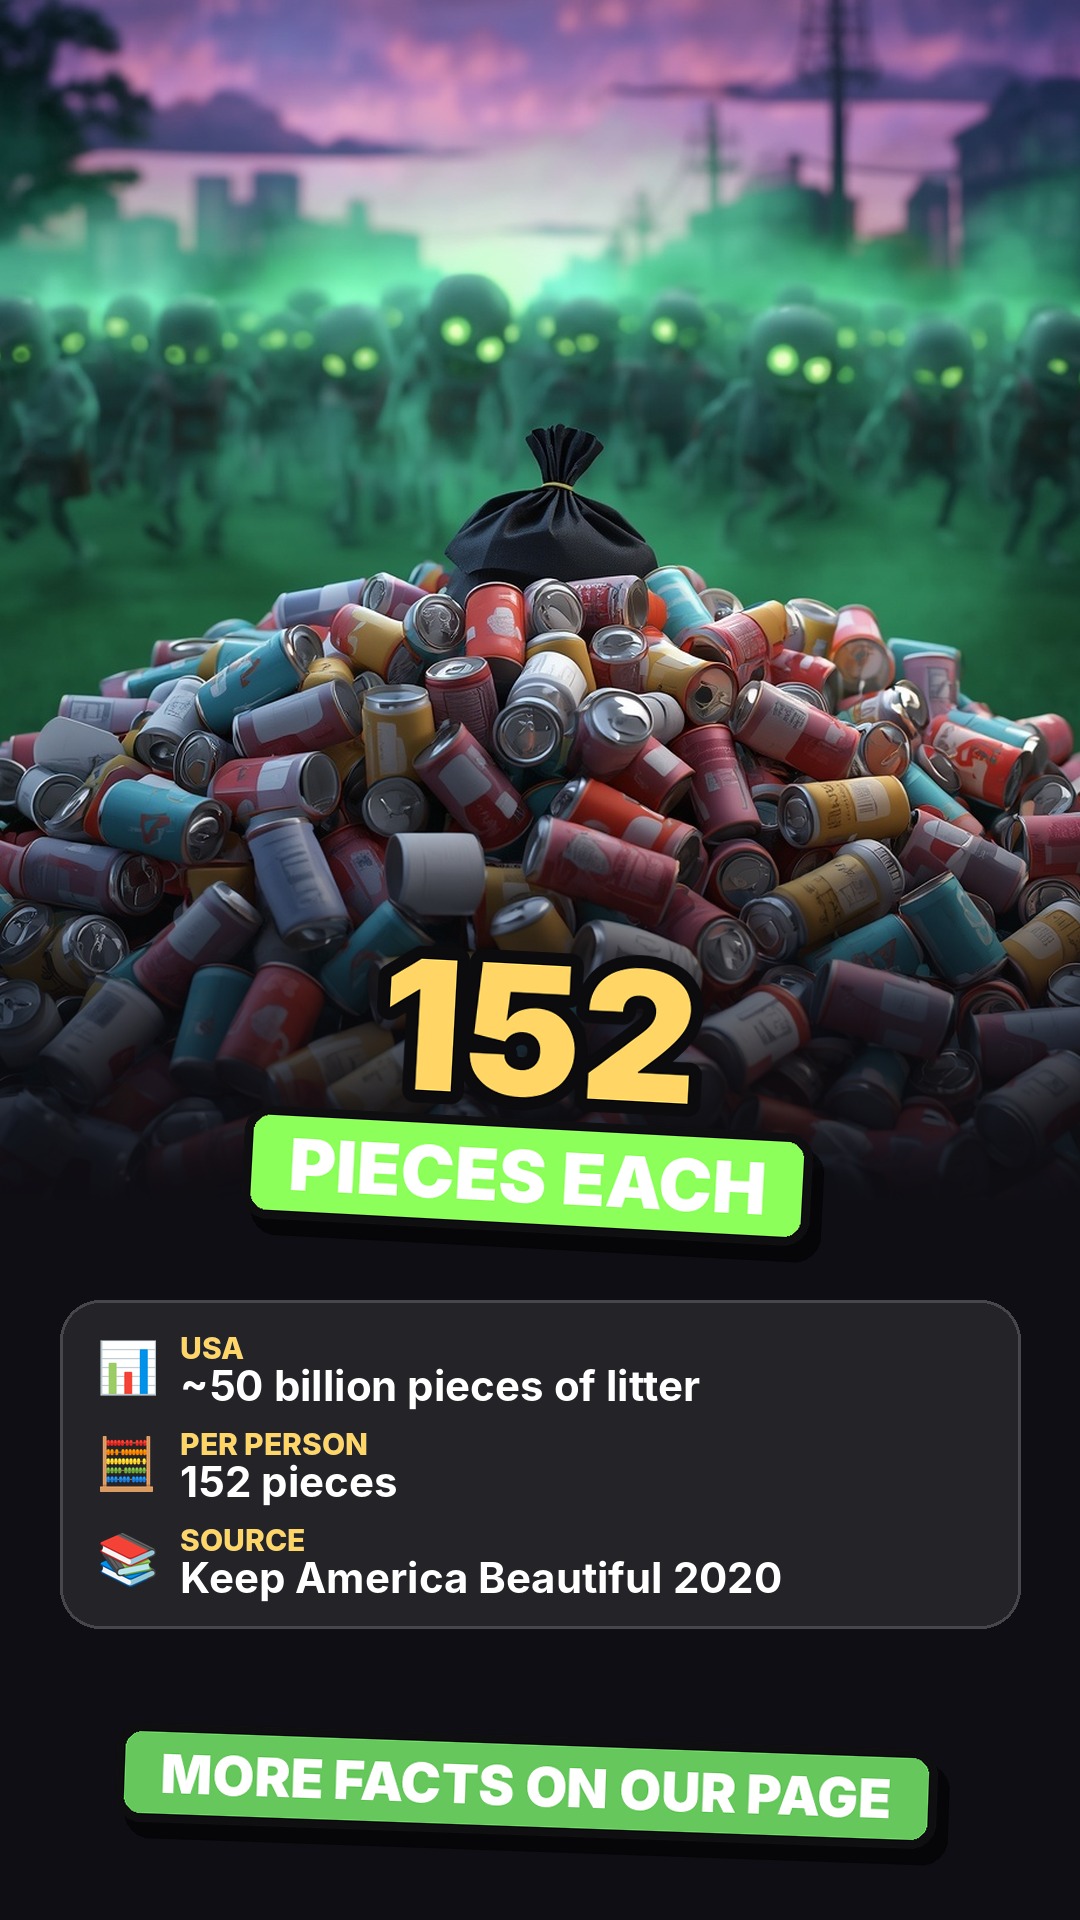 152
PIECES EACH
USA
~50 billion pieces of litter
PER PERSON
152 pieces
SOURCE
Keep America Beautiful 2020
MORE FACTS ON OUR PAGE